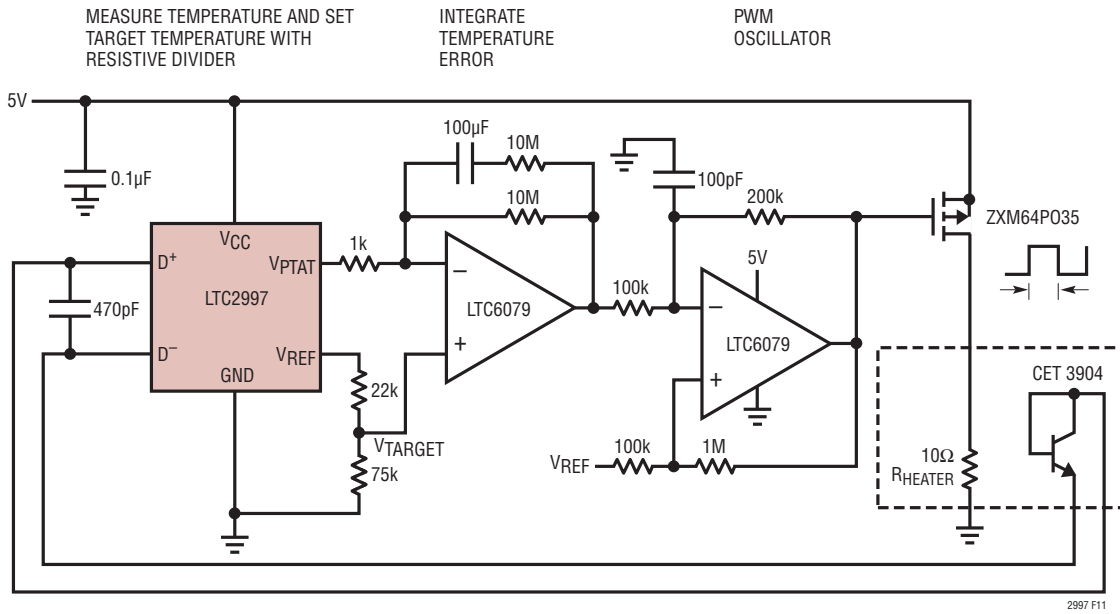 MEASURE TEMPERATURE AND SET
TARGET TEMPERATURE WITH
RESISTIVE DIVIDER
INTEGRATE
TEMPERATURE
ERROR
PWM
OSCILLATOR
5V
0.1µF
100µF
10M
10M
100pF
200k
ZXM64PO35
VCC
D+
VPTAT
1k
LTC2997
470pF
D−
VREF
GND
−
+
LTC6079
100k
5V
−
+
LTC6079
22k
VTARGET
75k
VREF
100k
1M
CET 3904
10Ω
RHEATER
2997 F11